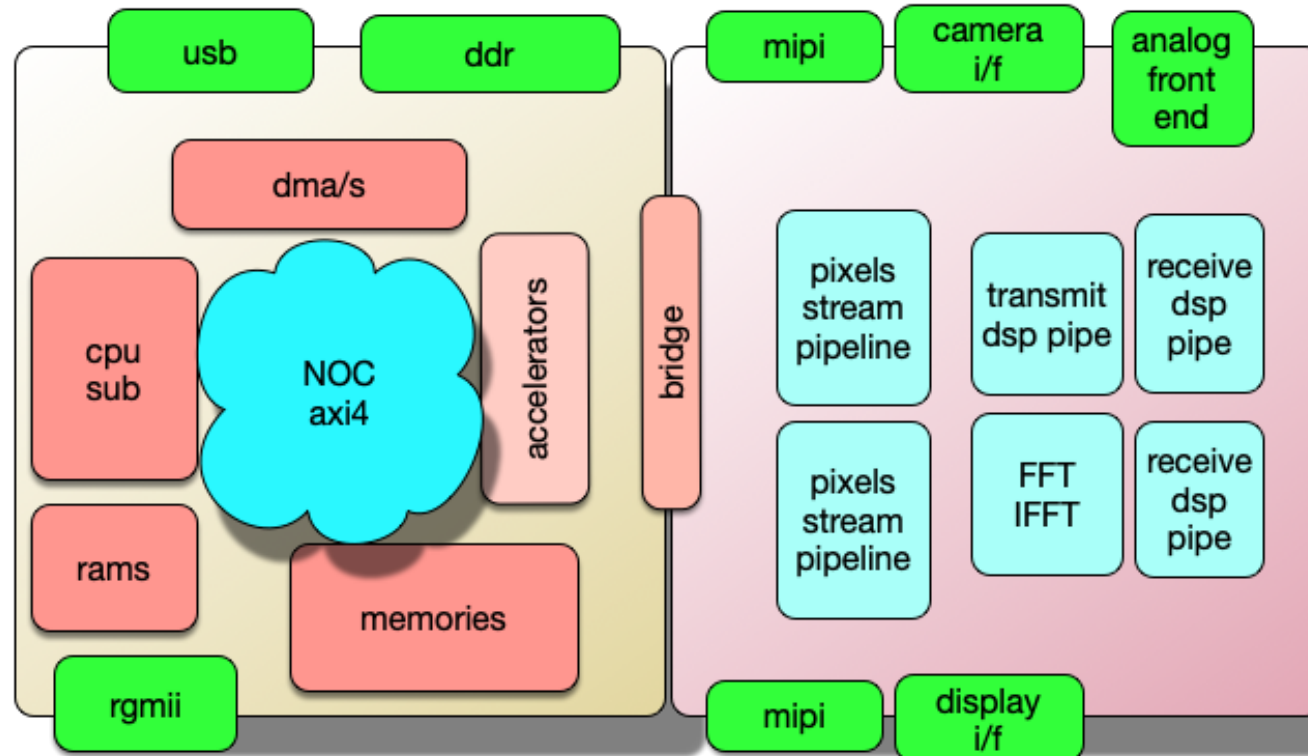 usb
ddr
mipi
camera
i/f
analog
front
end
dma/s
cpu
sub
NOC
axi4
accelerators
bridge
pixels
stream
pipeline
transmit
dsp pipe
receive
dsp
pipe
rams
memories
pixels
stream
pipeline
FFT
IFFT
receive
dsp
pipe
rgmii
mipi
display
i/f